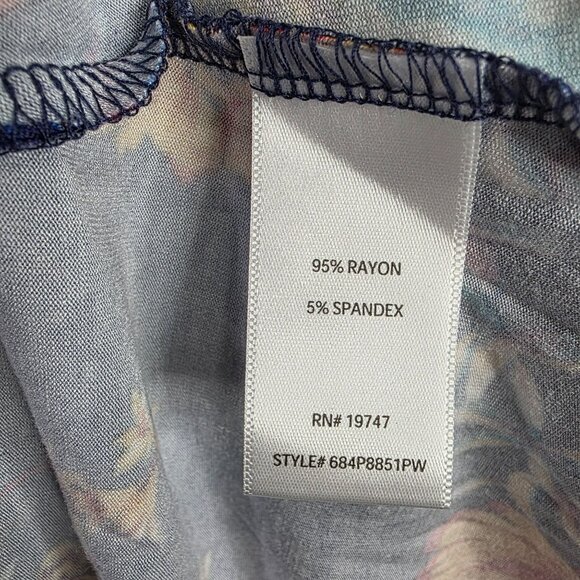 95% RAYON
5% SPANDEX
RN# 19747
STYLE# 684P8851PW